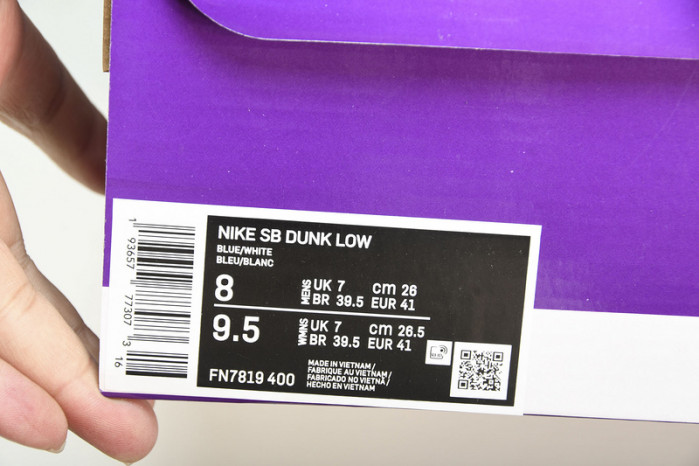 NIKE SB DUNK LOW
BLUE/WHITE
BLEU/BLANC
8 MENS UK 7 cm 26
BR 39.5 EUR 41
9.5 WMNS UK 7 cm 26.5
BR 39.5 EUR 41
MADE IN VIETNAM/
FABRIQUE AU VIETNAM/
FABRICADO NO VIETNÃ/
HECHO EN VIETNAM
FN7819 400
1 93657 77307 3 16